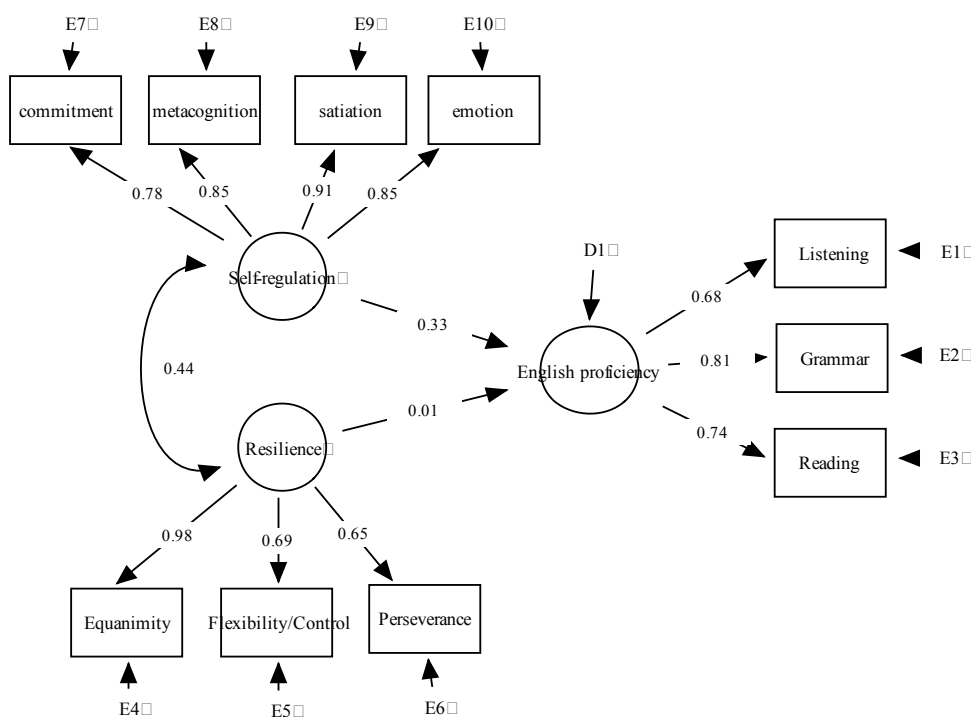 E7□
E8□
E9□
E10□
commitment
metacognition
satiation
emotion
0.78
0.85
0.91
0.85
Self-regulation□
D1□
Listening
E1□
0.68
0.33
0.44
English proficiency
0.81
Grammar
E2□
0.01
0.74
Resilience□
Reading
E3□
0.98
0.69
0.65
Equanimity
Flexibility/Control
Perseverance
E4□
E5□
E6□